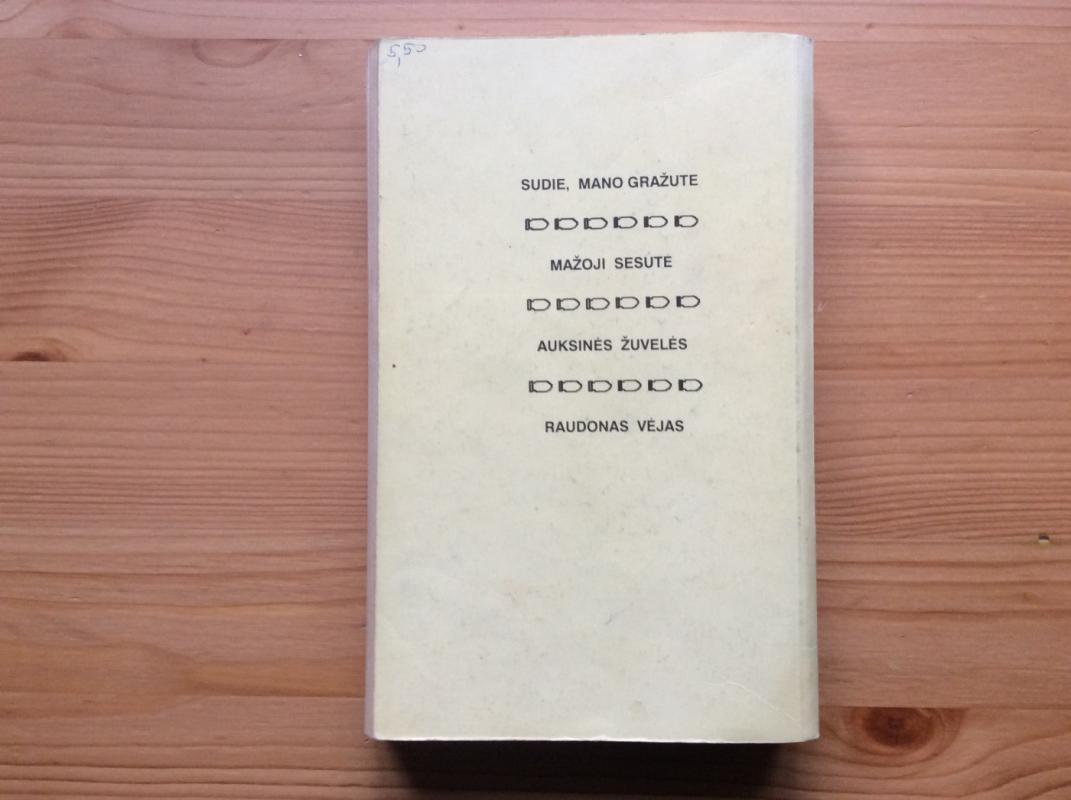 5,50
SUDIE, MANO GRAŽUTE
MAŽOJI SESUTE
AUKSINĖS ŽUVELĖS
RAUDONAS VĖJAS